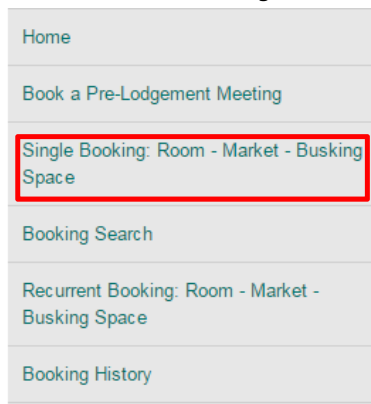 Home
Book a Pre-Lodgement Meeting
Single Booking: Room - Market - Busking
Space
Booking Search
Recurrent Booking: Room - Market -
Busking Space
Booking History